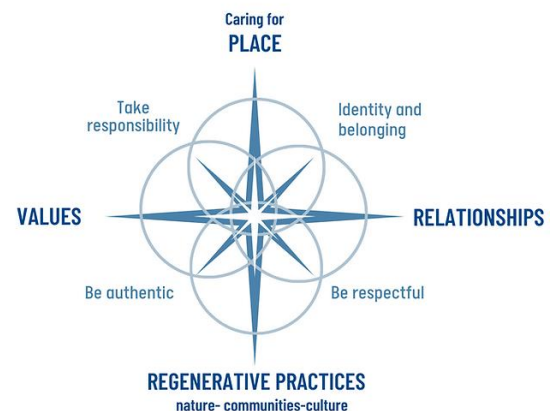 Caring for
PLACE
Take
responsibility
Identity and
belonging
VALUES
RELATIONSHIPS
Be authentic
Be respectful
REGENERATIVE PRACTICES
nature- communities-culture